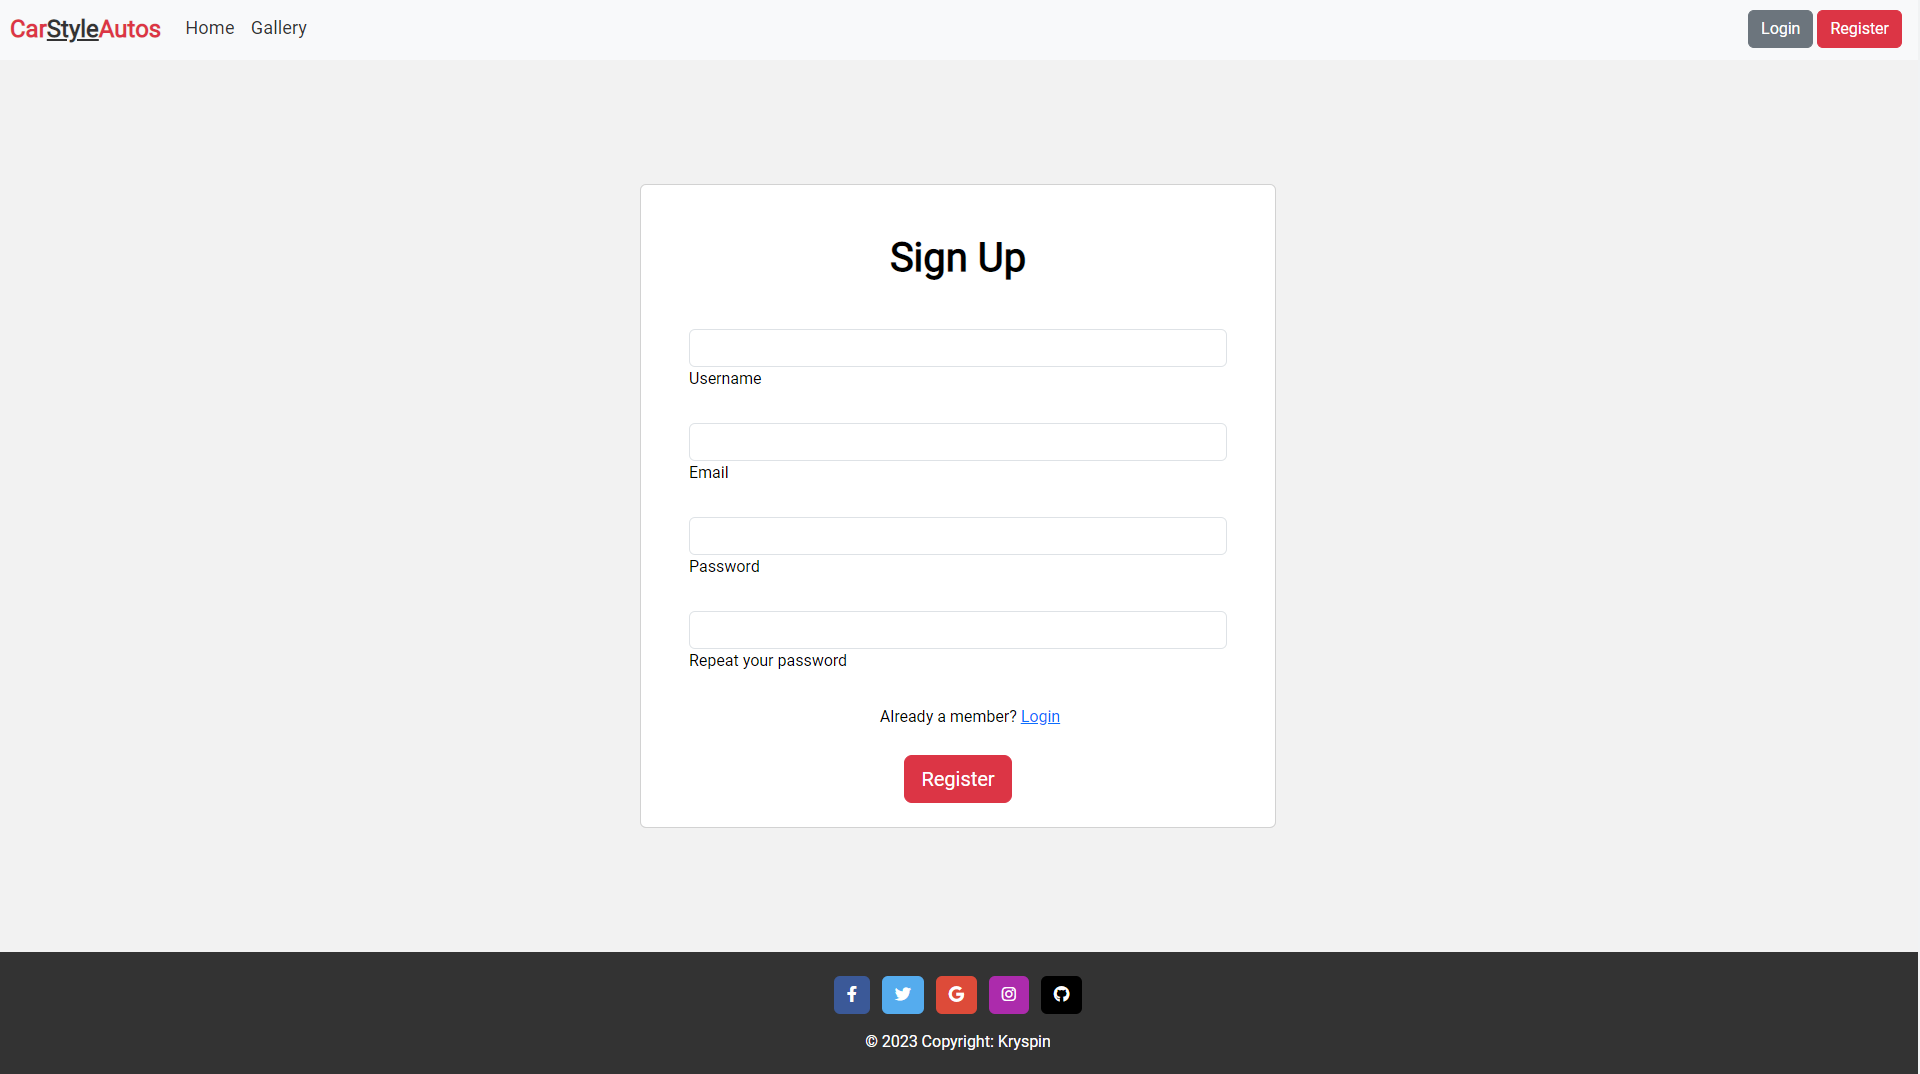 CarStyleAutos Home Gallery Login Register
Sign Up
Username
Email
Password
Repeat your password
Already a member? Login
Register
© 2023 Copyright: Kryspin